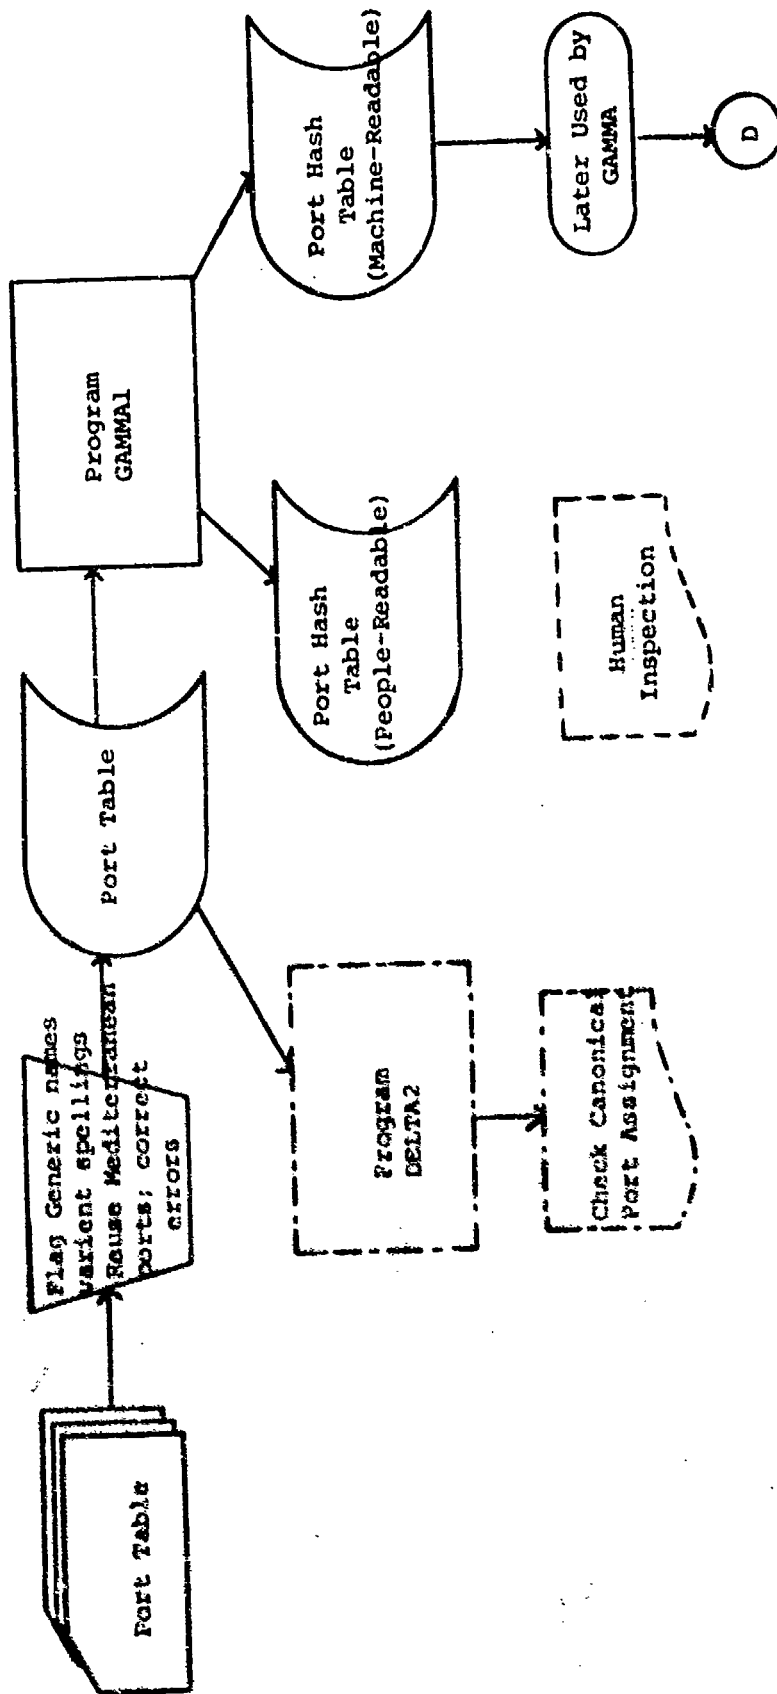 Port Table
Flag Generic names
varient spellings
Reuse Mediterranean
ports; correct
errors
Port Table
Program
GAMMA1
Program
DELTA2
Check Canonical
Port Assignment
Port Hash
Table
(People-Readable)
Human
Inspection
Port Hash
Table
(Machine-Readable)
Later Used by
GAMMA
D